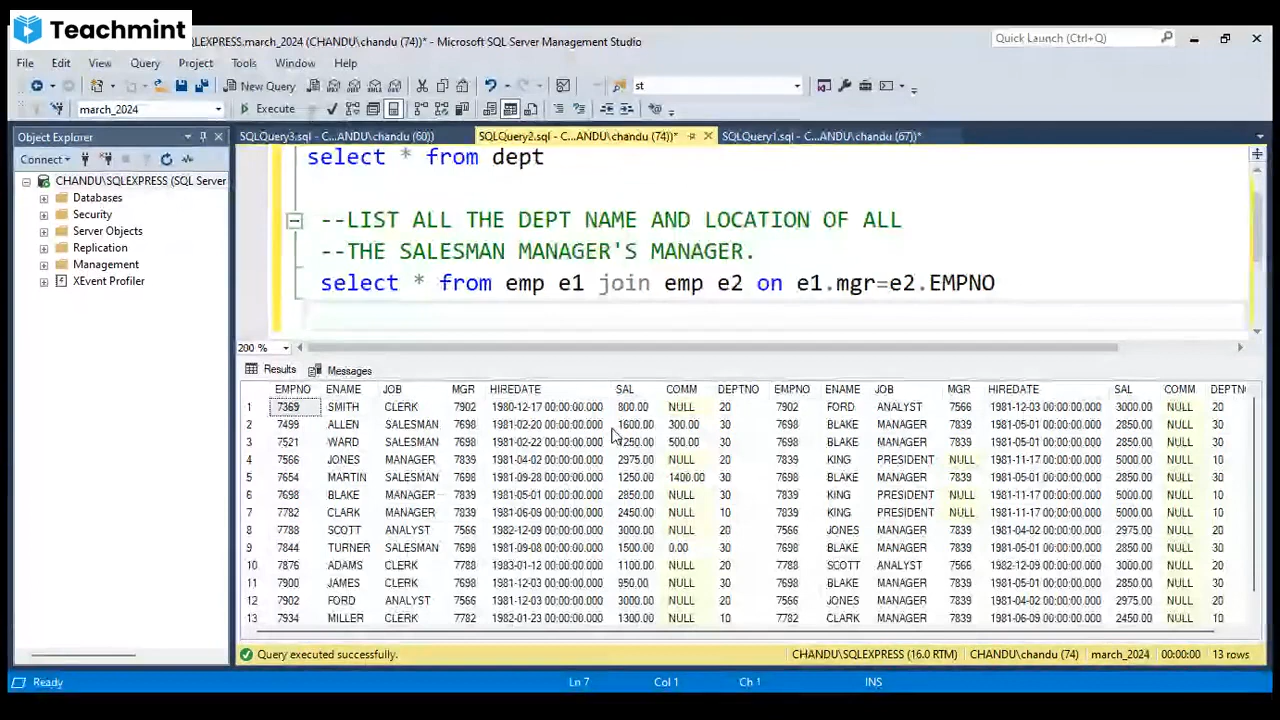 Teachmint
LEXPRESS.march_2024 (CHANDU\chandu (74))* - Microsoft SQL Server Management Studio
Quick Launch (Ctrl+Q)
File Edit View Query Project Tools Window Help
New Query
st
march_2024
Execute
Object Explorer
SQLQuery3.sql - C...ANDU\chandu (60))
SQLQuery2.sql - C...ANDU\chandu (74))*
SQLQuery1.sql - C...ANDU\chandu (67))*
Connect
CHANDU\SQLEXPRESS (SQL Server
Databases
Security
Server Objects
Replication
Management
XEvent Profiler
select * from dept
--LIST ALL THE DEPT NAME AND LOCATION OF ALL
--THE SALESMAN MANAGER'S MANAGER.
select * from emp e1 join emp e2 on e1.mgr=e2.EMPNO
200 %
Results Messages
EMPNO ENAME JOB MGR HIREDATE SAL COMM DEPTNO EMPNO ENAME JOB MGR HIREDATE SAL COMM DEPTN
1 7369 SMITH CLERK 7902 1980-12-17 00:00:00.000 800.00 NULL 20 7902 FORD ANALYST 7566 1981-12-03 00:00:00.000 3000.00 NULL 20
2 7499 ALLEN SALESMAN 7698 1981-02-20 00:00:00.000 1600.00 300.00 30 7698 BLAKE MANAGER 7839 1981-05-01 00:00:00.000 2850.00 NULL 30
3 7521 WARD SALESMAN 7698 1981-02-22 00:00:00.000 1250.00 500.00 30 7698 BLAKE MANAGER 7839 1981-05-01 00:00:00.000 2850.00 NULL 30
4 7566 JONES MANAGER 7839 1981-04-02 00:00:00.000 2975.00 NULL 20 7839 KING PRESIDENT NULL 1981-11-17 00:00:00.000 5000.00 NULL 10
5 7654 MARTIN SALESMAN 7698 1981-09-28 00:00:00.000 1250.00 1400.00 30 7698 BLAKE MANAGER 7839 1981-05-01 00:00:00.000 2850.00 NULL 30
6 7698 BLAKE MANAGER 7839 1981-05-01 00:00:00.000 2850.00 NULL 30 7839 KING PRESIDENT NULL 1981-11-17 00:00:00.000 5000.00 NULL 10
7 7782 CLARK MANAGER 7839 1981-06-09 00:00:00.000 2450.00 NULL 10 7839 KING PRESIDENT NULL 1981-11-17 00:00:00.000 5000.00 NULL 10
8 7788 SCOTT ANALYST 7566 1982-12-09 00:00:00.000 3000.00 NULL 20 7566 JONES MANAGER 7839 1981-04-02 00:00:00.000 2975.00 NULL 20
9 7844 TURNER SALESMAN 7698 1981-09-08 00:00:00.000 1500.00 0.00 30 7698 BLAKE MANAGER 7839 1981-05-01 00:00:00.000 2850.00 NULL 30
10 7876 ADAMS CLERK 7788 1983-01-12 00:00:00.000 1100.00 NULL 20 7788 SCOTT ANALYST 7566 1982-12-09 00:00:00.000 3000.00 NULL 20
11 7900 JAMES CLERK 7698 1981-12-03 00:00:00.000 950.00 NULL 30 7698 BLAKE MANAGER 7839 1981-05-01 00:00:00.000 2850.00 NULL 30
12 7902 FORD ANALYST 7566 1981-12-03 00:00:00.000 3000.00 NULL 20 7566 JONES MANAGER 7839 1981-04-02 00:00:00.000 2975.00 NULL 20
13 7934 MILLER CLERK 7782 1982-01-23 00:00:00.000 1300.00 NULL 10 7782 CLARK MANAGER 7839 1981-06-09 00:00:00.000 2450.00 NULL 10
Query executed successfully.
CHANDU\SQLEXPRESS (16.0 RTM) CHANDU\chandu (74) march_2024 00:00:00 13 rows
Ready Ln 7 Col 1 Ch 1 INS